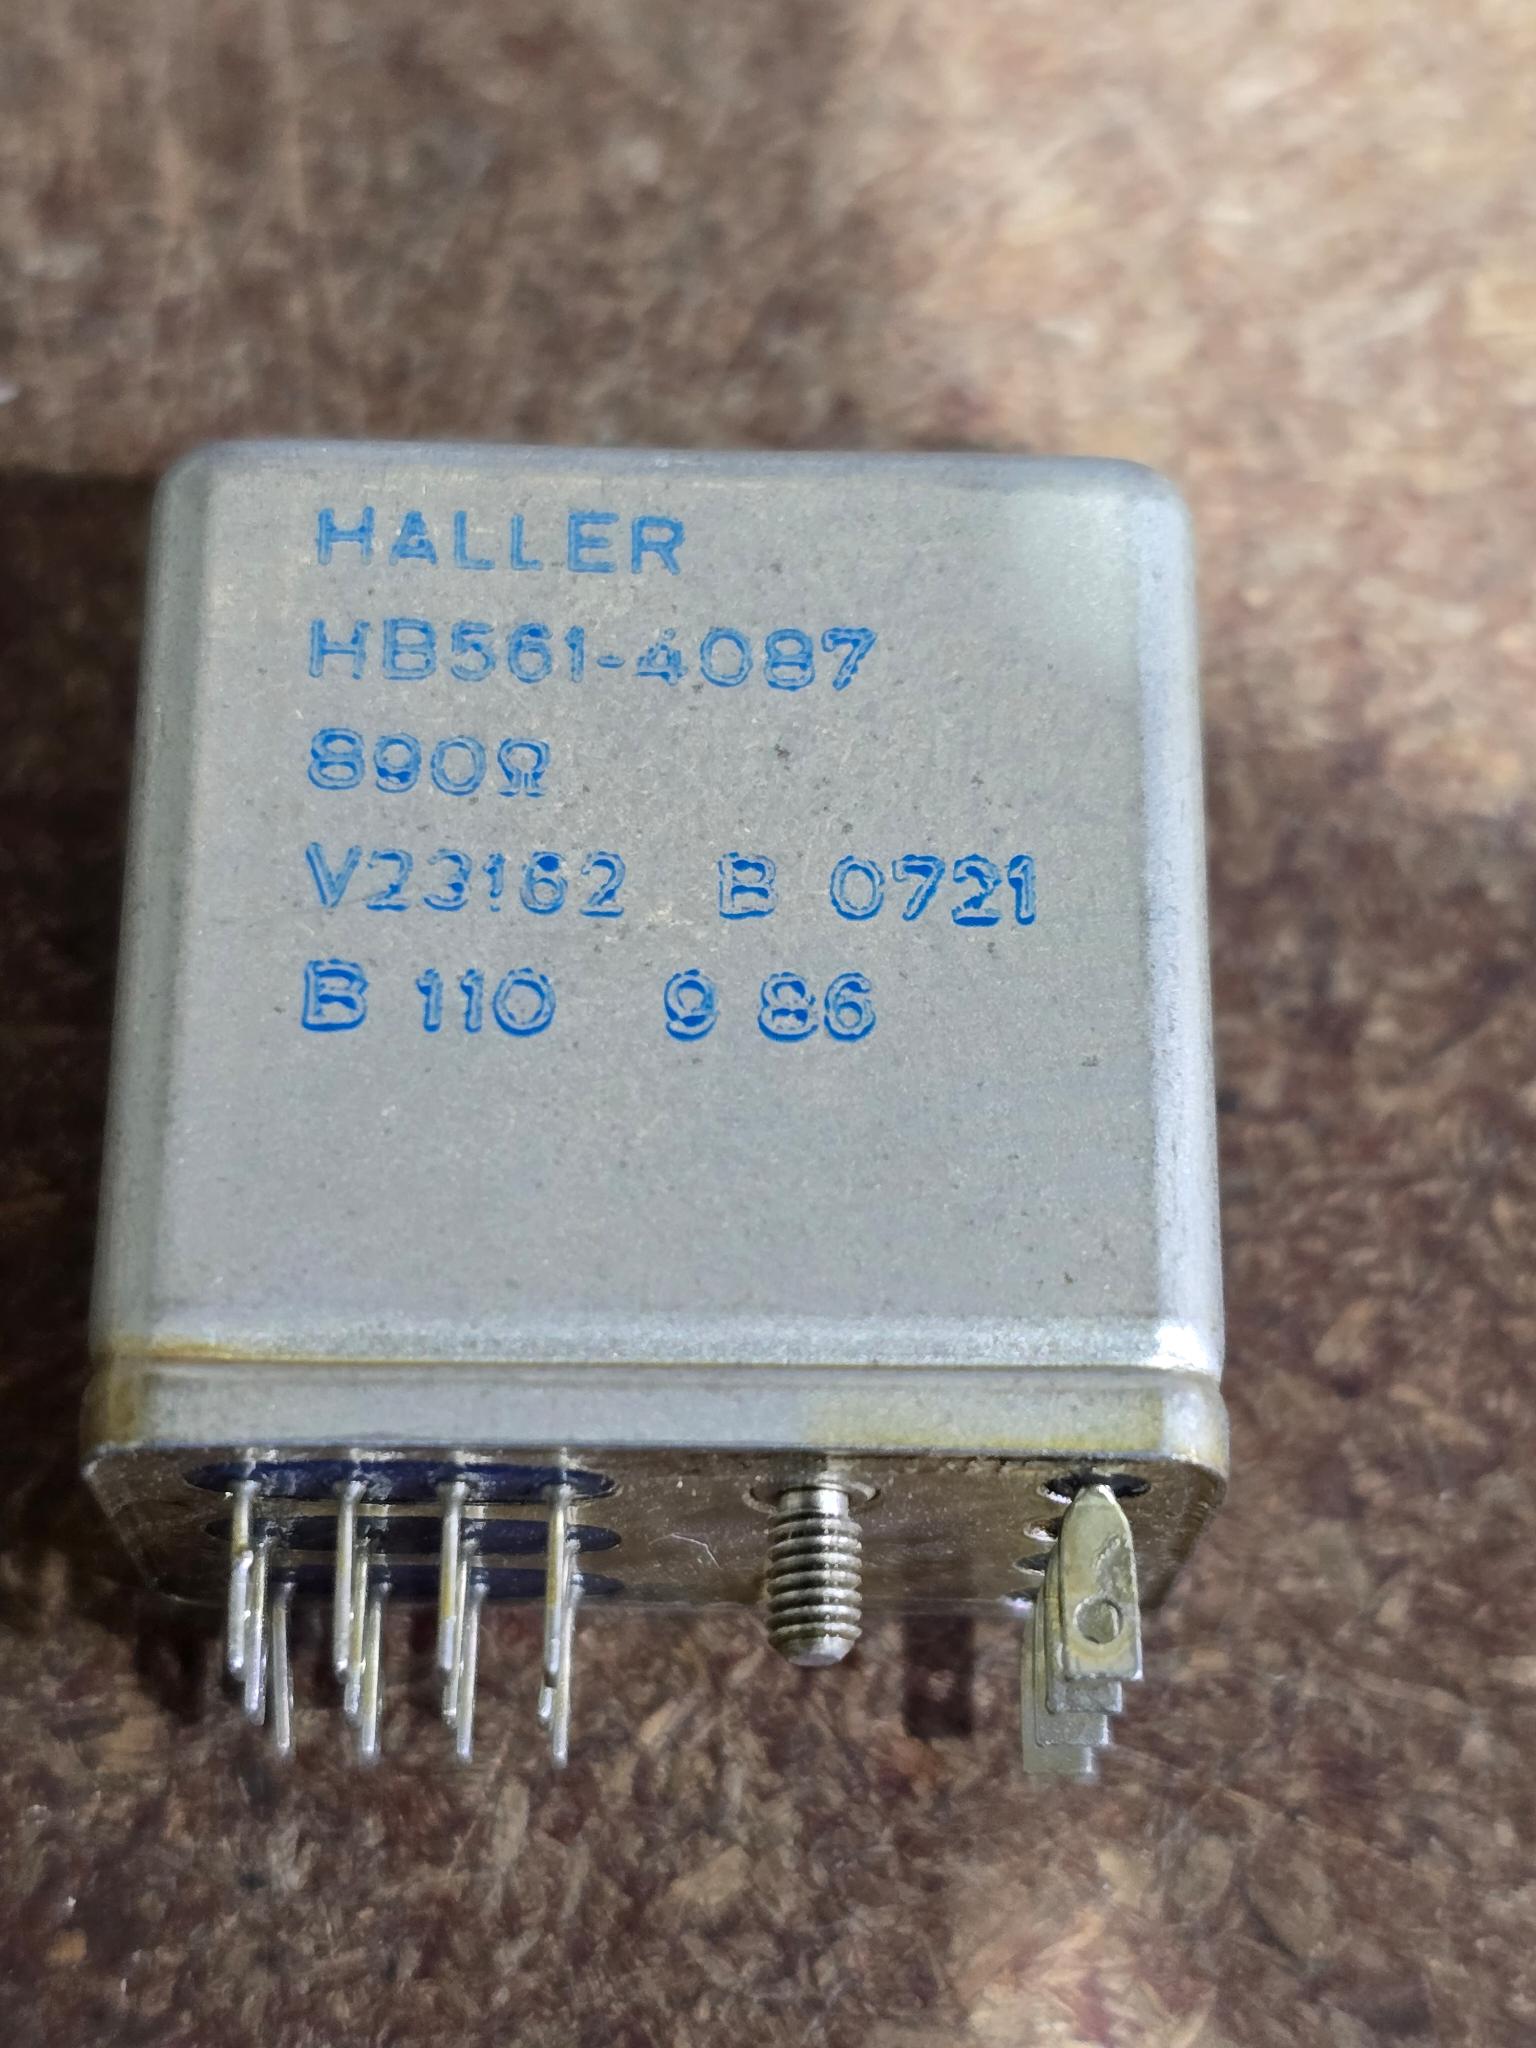 HALLER
HB561-4087
890Ω
V23162 B 0721
B 110 9 86